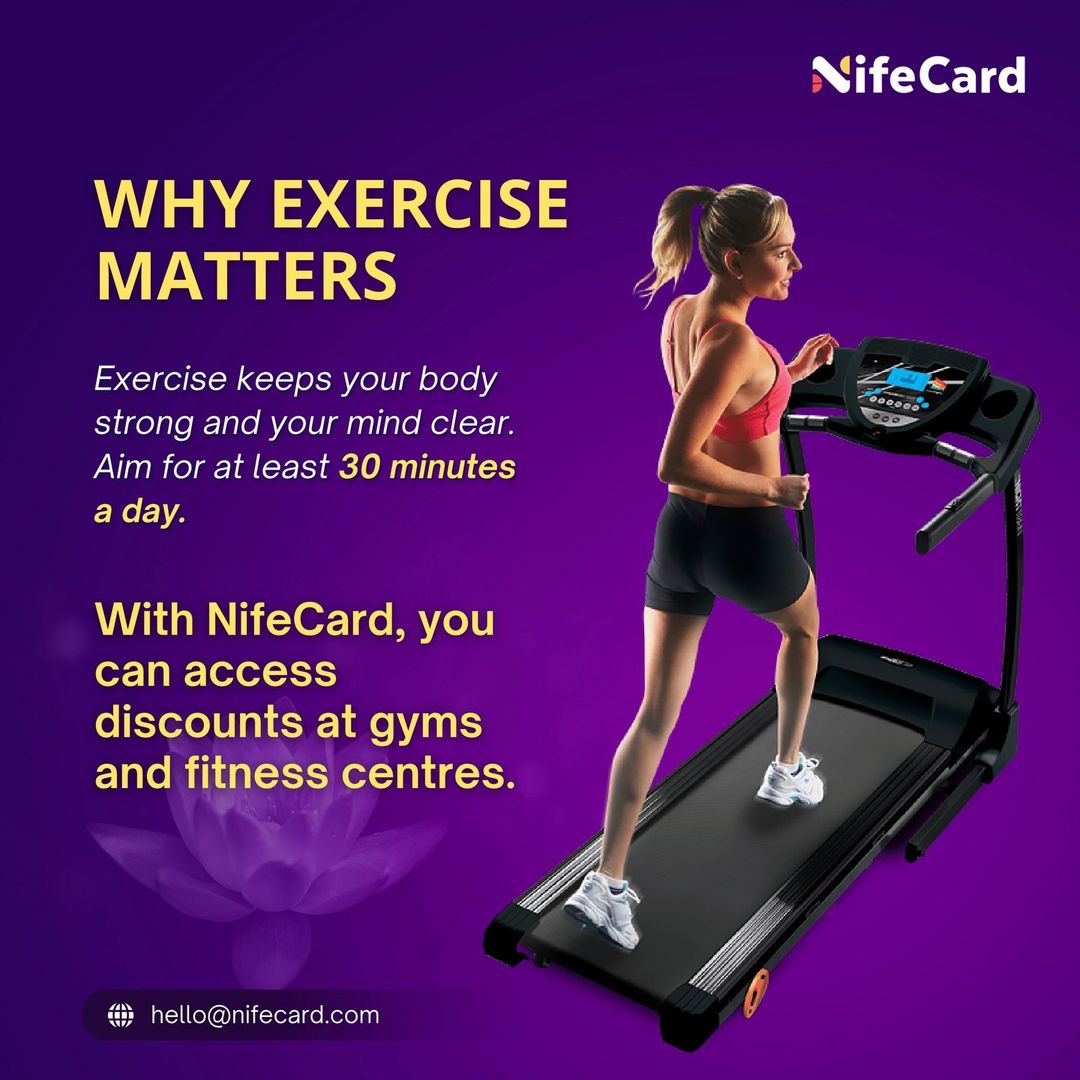 NifeCard
WHY EXERCISE
MATTERS
Exercise keeps your body
strong and your mind clear.
Aim for at least 30 minutes
a day.
With NifeCard, you
can access
discounts at gyms
and fitness centres.
hello@nifecard.com